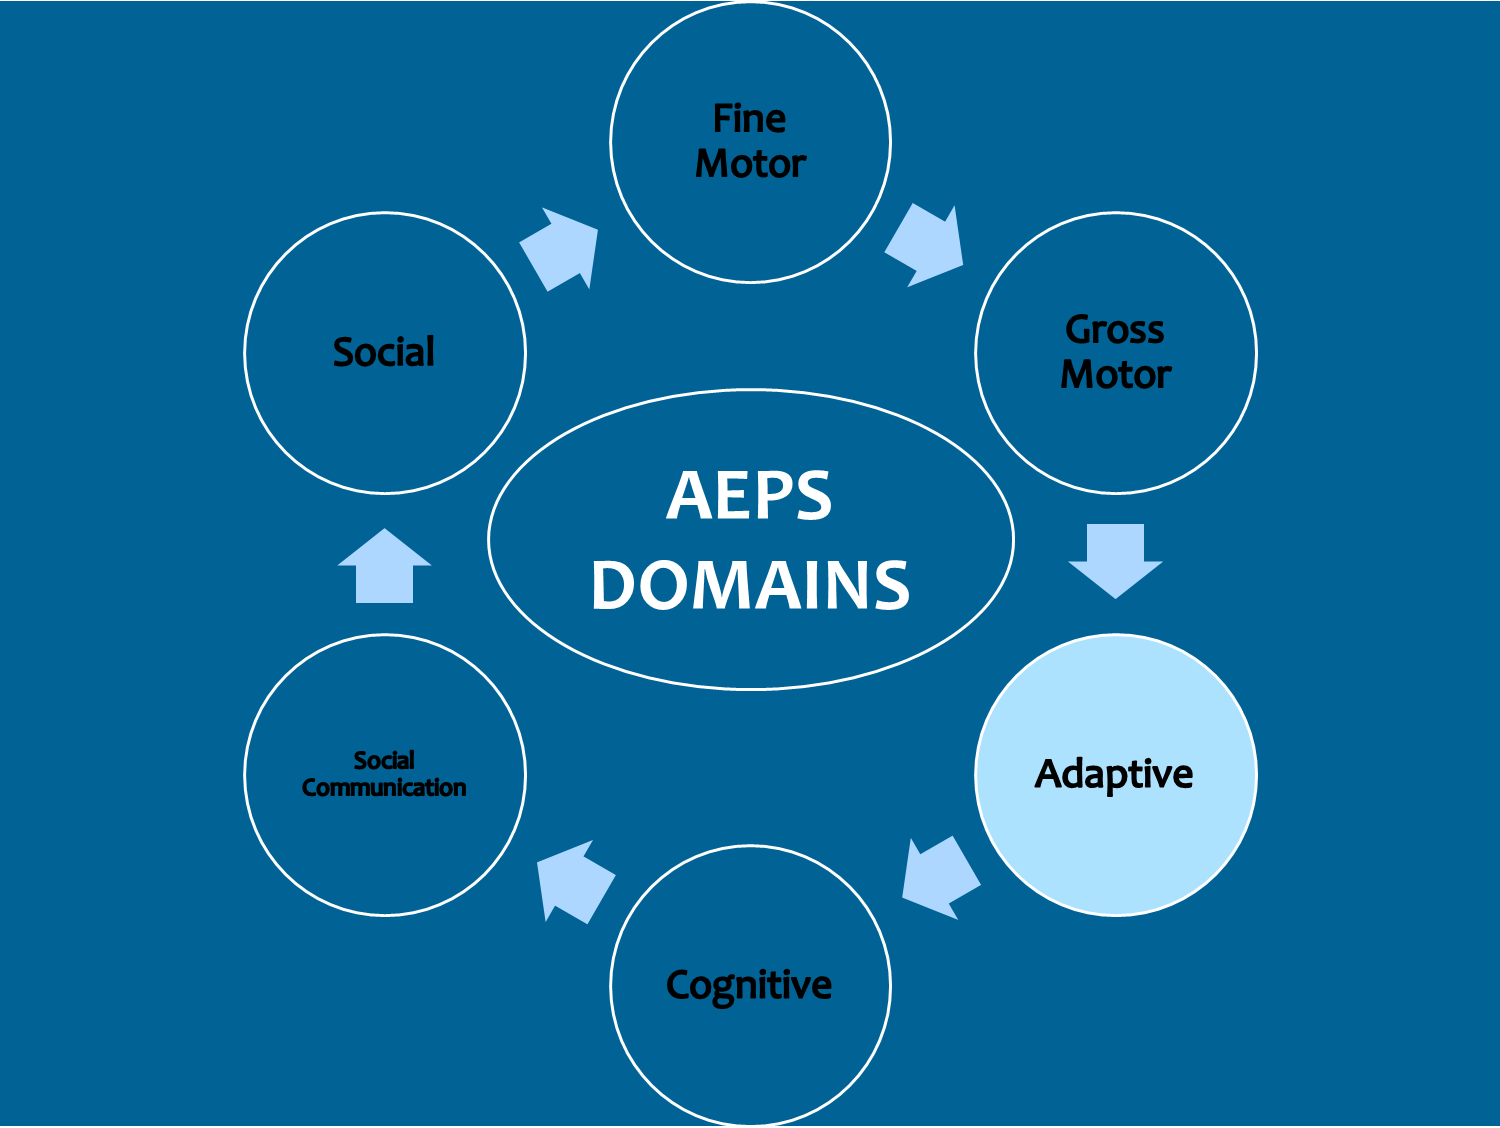 Fine
Motor
Gross
Motor
Social
AEPS
DOMAINS
Adaptive
Social
Communication
Cognitive